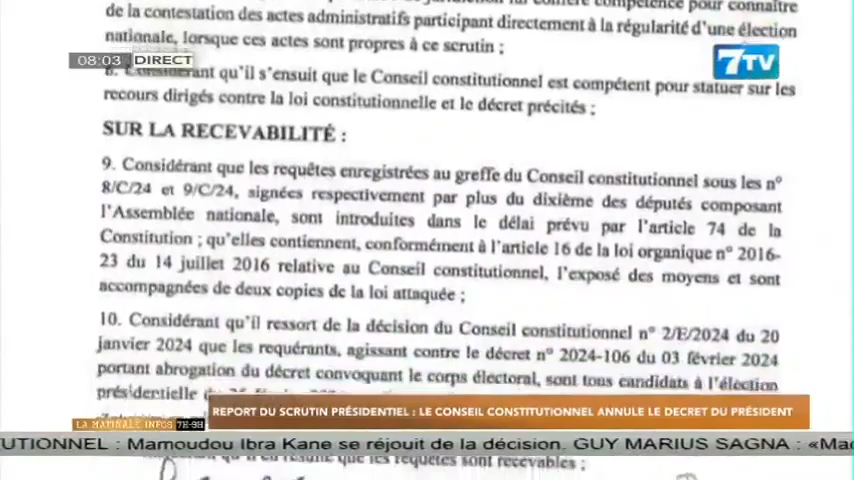 compétence pour connaître
de la contestation des actes administratifs participant directement à la régularité d'une élection
nationale, lorsque ces actes sont propres à ce scrutin ;
08:03 DIRECT
7TV
Considérant qu'il s'ensuit que le Conseil constitutionnel est compétent pour statuer sur les
recours dirigés contre la loi constitutionnelle et le décret précités ;
SUR LA RECEVABILITÉ :
9. Considérant que les requêtes enregistrées au greffe du Conseil constitutionnel sous les n°
8/C/24 et 9/C/24, signées respectivement par plus du dixième des députés composant
l'Assemblée nationale, sont introduites dans le délai prévu par l'article 74 de la
Constitution ; qu'elles contiennent, conformément à l'article 16 de la loi organique n° 2016-
23 du 14 juillet 2016 relative au Conseil constitutionnel, l'exposé des moyens et sont
accompagnées de deux copies de la loi attaquée ;
10. Considérant qu'il ressort de la décision du Conseil constitutionnel n° 2/E/2024 du 20
janvier 2024 que les requérants, agissant contre le décret n° 2024-106 du 03 février 2024
portant abrogation du décret convoquant le corps électoral, sont tous candidats à l'élection
présidentielle du
REPORT DU SCRUTIN PRÉSIDENTIEL : LE CONSEIL CONSTITUTIONNEL ANNULE LE DECRET DU PRÉSIDENT
LA MATINALE INFOS 7H-9H
TUTIONNEL : Mamoudou Ibra Kane se réjouit de la décision. GUY MARIUS SAGNA : «Mac
que les requêtes sont recevables ;